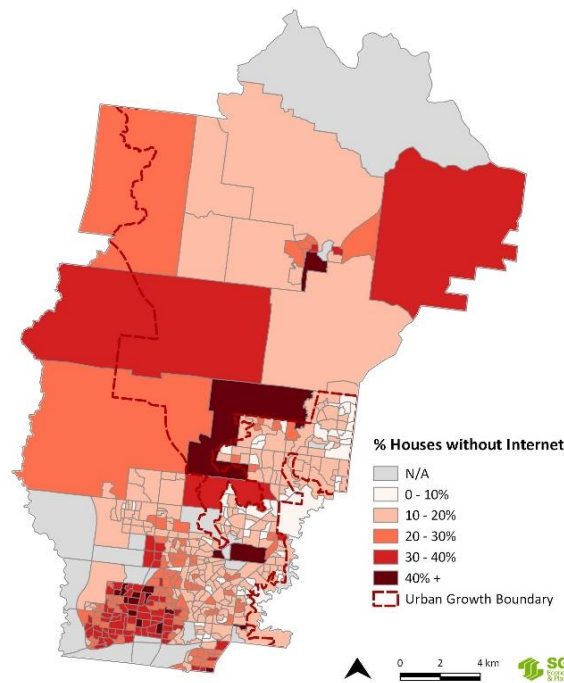 % Houses without Internet
N/A
0 - 10%
10 - 20%
20 - 30%
30 - 40%
40% +
Urban Growth Boundary
0 2 4 km